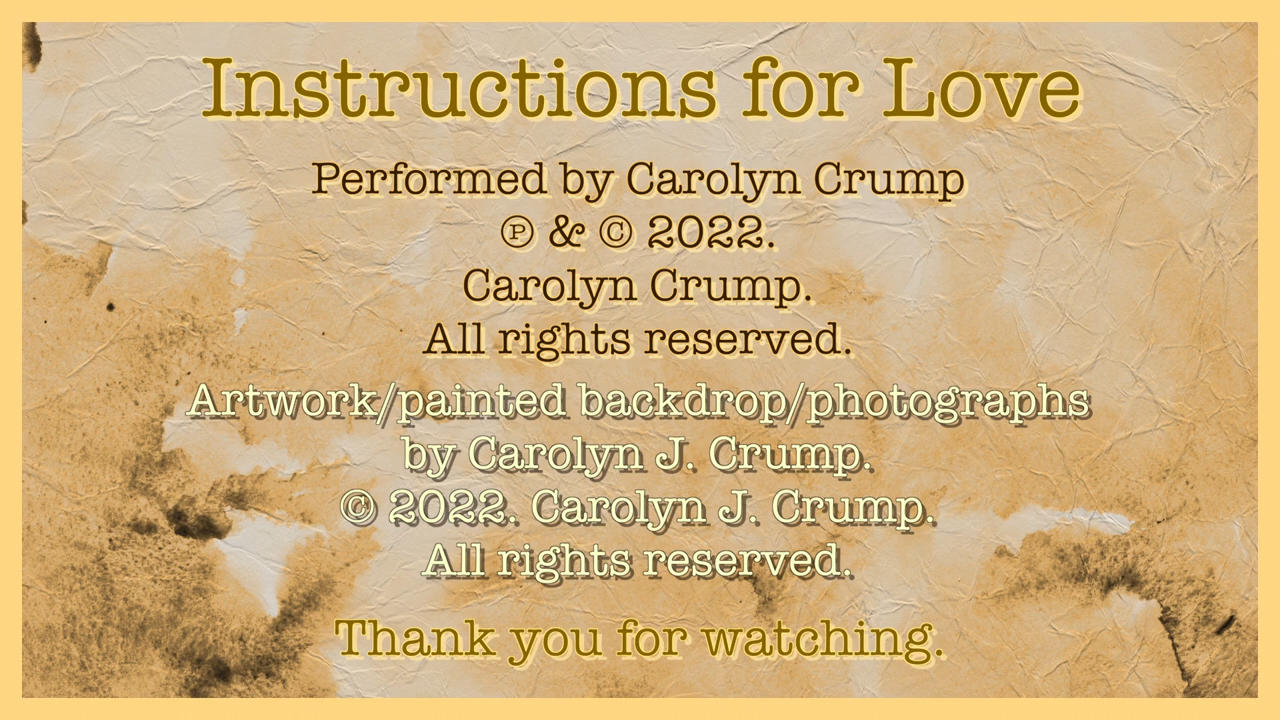 Instructions for Love
Performed by Carolyn Crump
℗ & © 2022.
Carolyn Crump.
All rights reserved.
Artwork/painted backdrop/photographs
by Carolyn J. Crump.
© 2022. Carolyn J. Crump.
All rights reserved.
Thank you for watching.